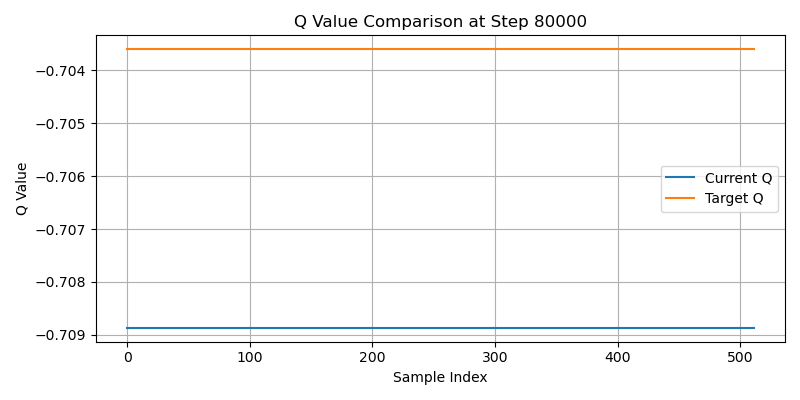 Q Value Comparison at Step 80000
Q Value
−0.704
−0.705
−0.706
−0.707
−0.708
−0.709
Current Q
Target Q
0 100 200 300 400 500
Sample Index